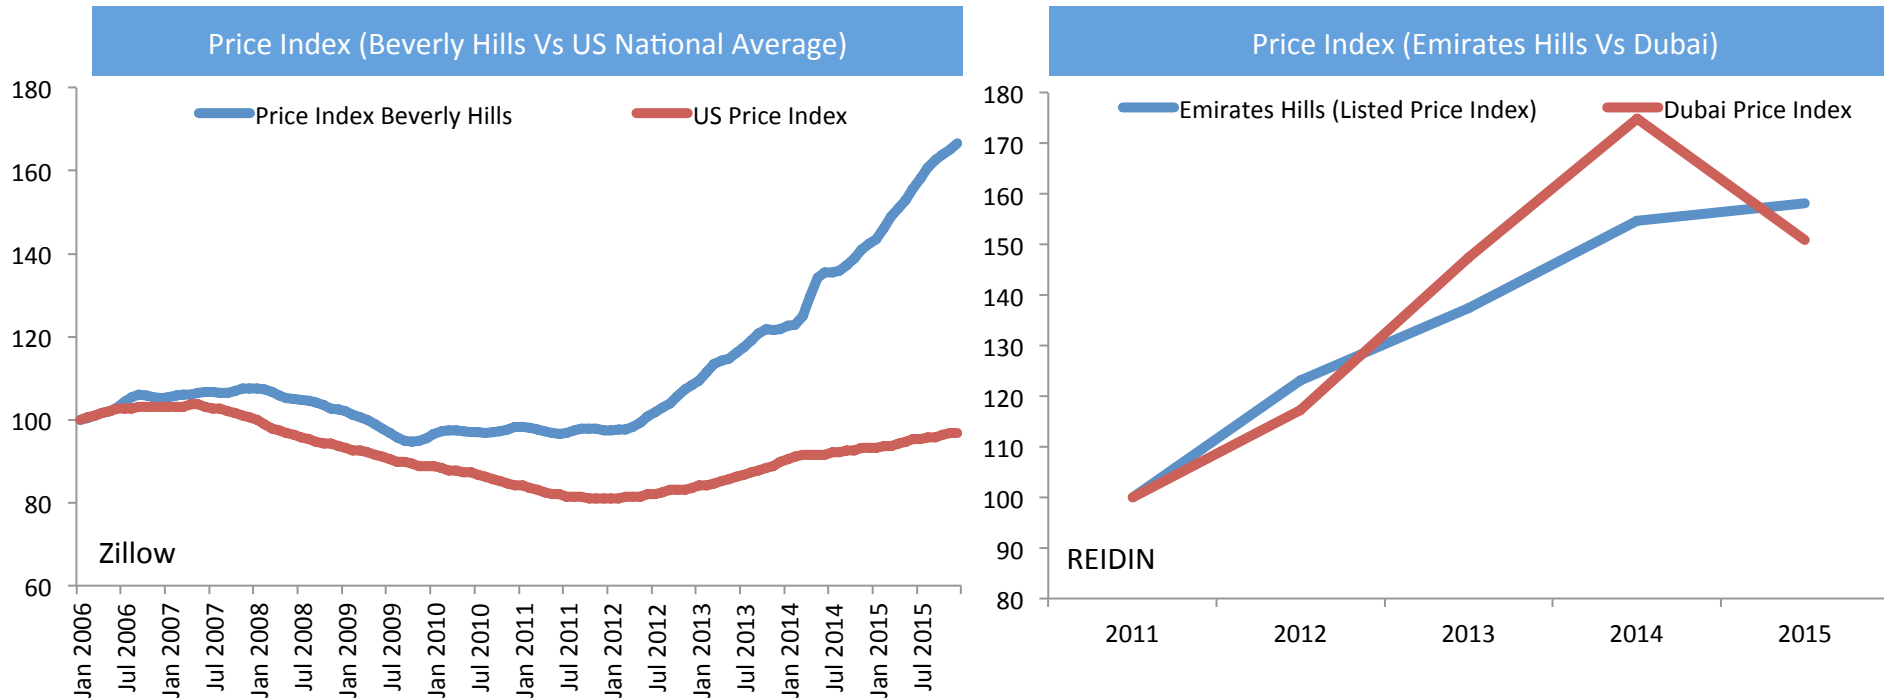 Price Index (Beverly Hills Vs US National Average)
180
160
140
120
100
80
60
Price Index Beverly Hills
US Price Index
Zillow
Jan 2006
Jul 2006
Jan 2007
Jul 2007
Jan 2008
Jul 2008
Jan 2009
Jul 2009
Jan 2010
Jul 2010
Jan 2011
Jul 2011
Jan 2012
Jul 2012
Jan 2013
Jul 2013
Jan 2014
Jul 2014
Jan 2015
Jul 2015
Price Index (Emirates Hills Vs Dubai)
180
170
160
150
140
130
120
110
100
90
80
Emirates Hills (Listed Price Index)
Dubai Price Index
REIDIN
2011
2012
2013
2014
2015